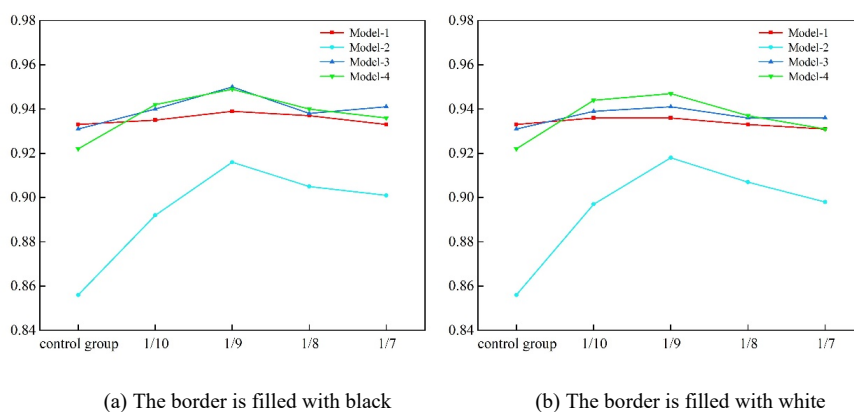 0.98
0.96
0.94
0.92
0.90
0.88
0.86
0.84
control group 1/10 1/9 1/8 1/7
Model-1
Model-2
Model-3
Model-4
(a) The border is filled with black
0.98
0.96
0.94
0.92
0.90
0.88
0.86
0.84
control group 1/10 1/9 1/8 1/7
Model-1
Model-2
Model-3
Model-4
(b) The border is filled with white